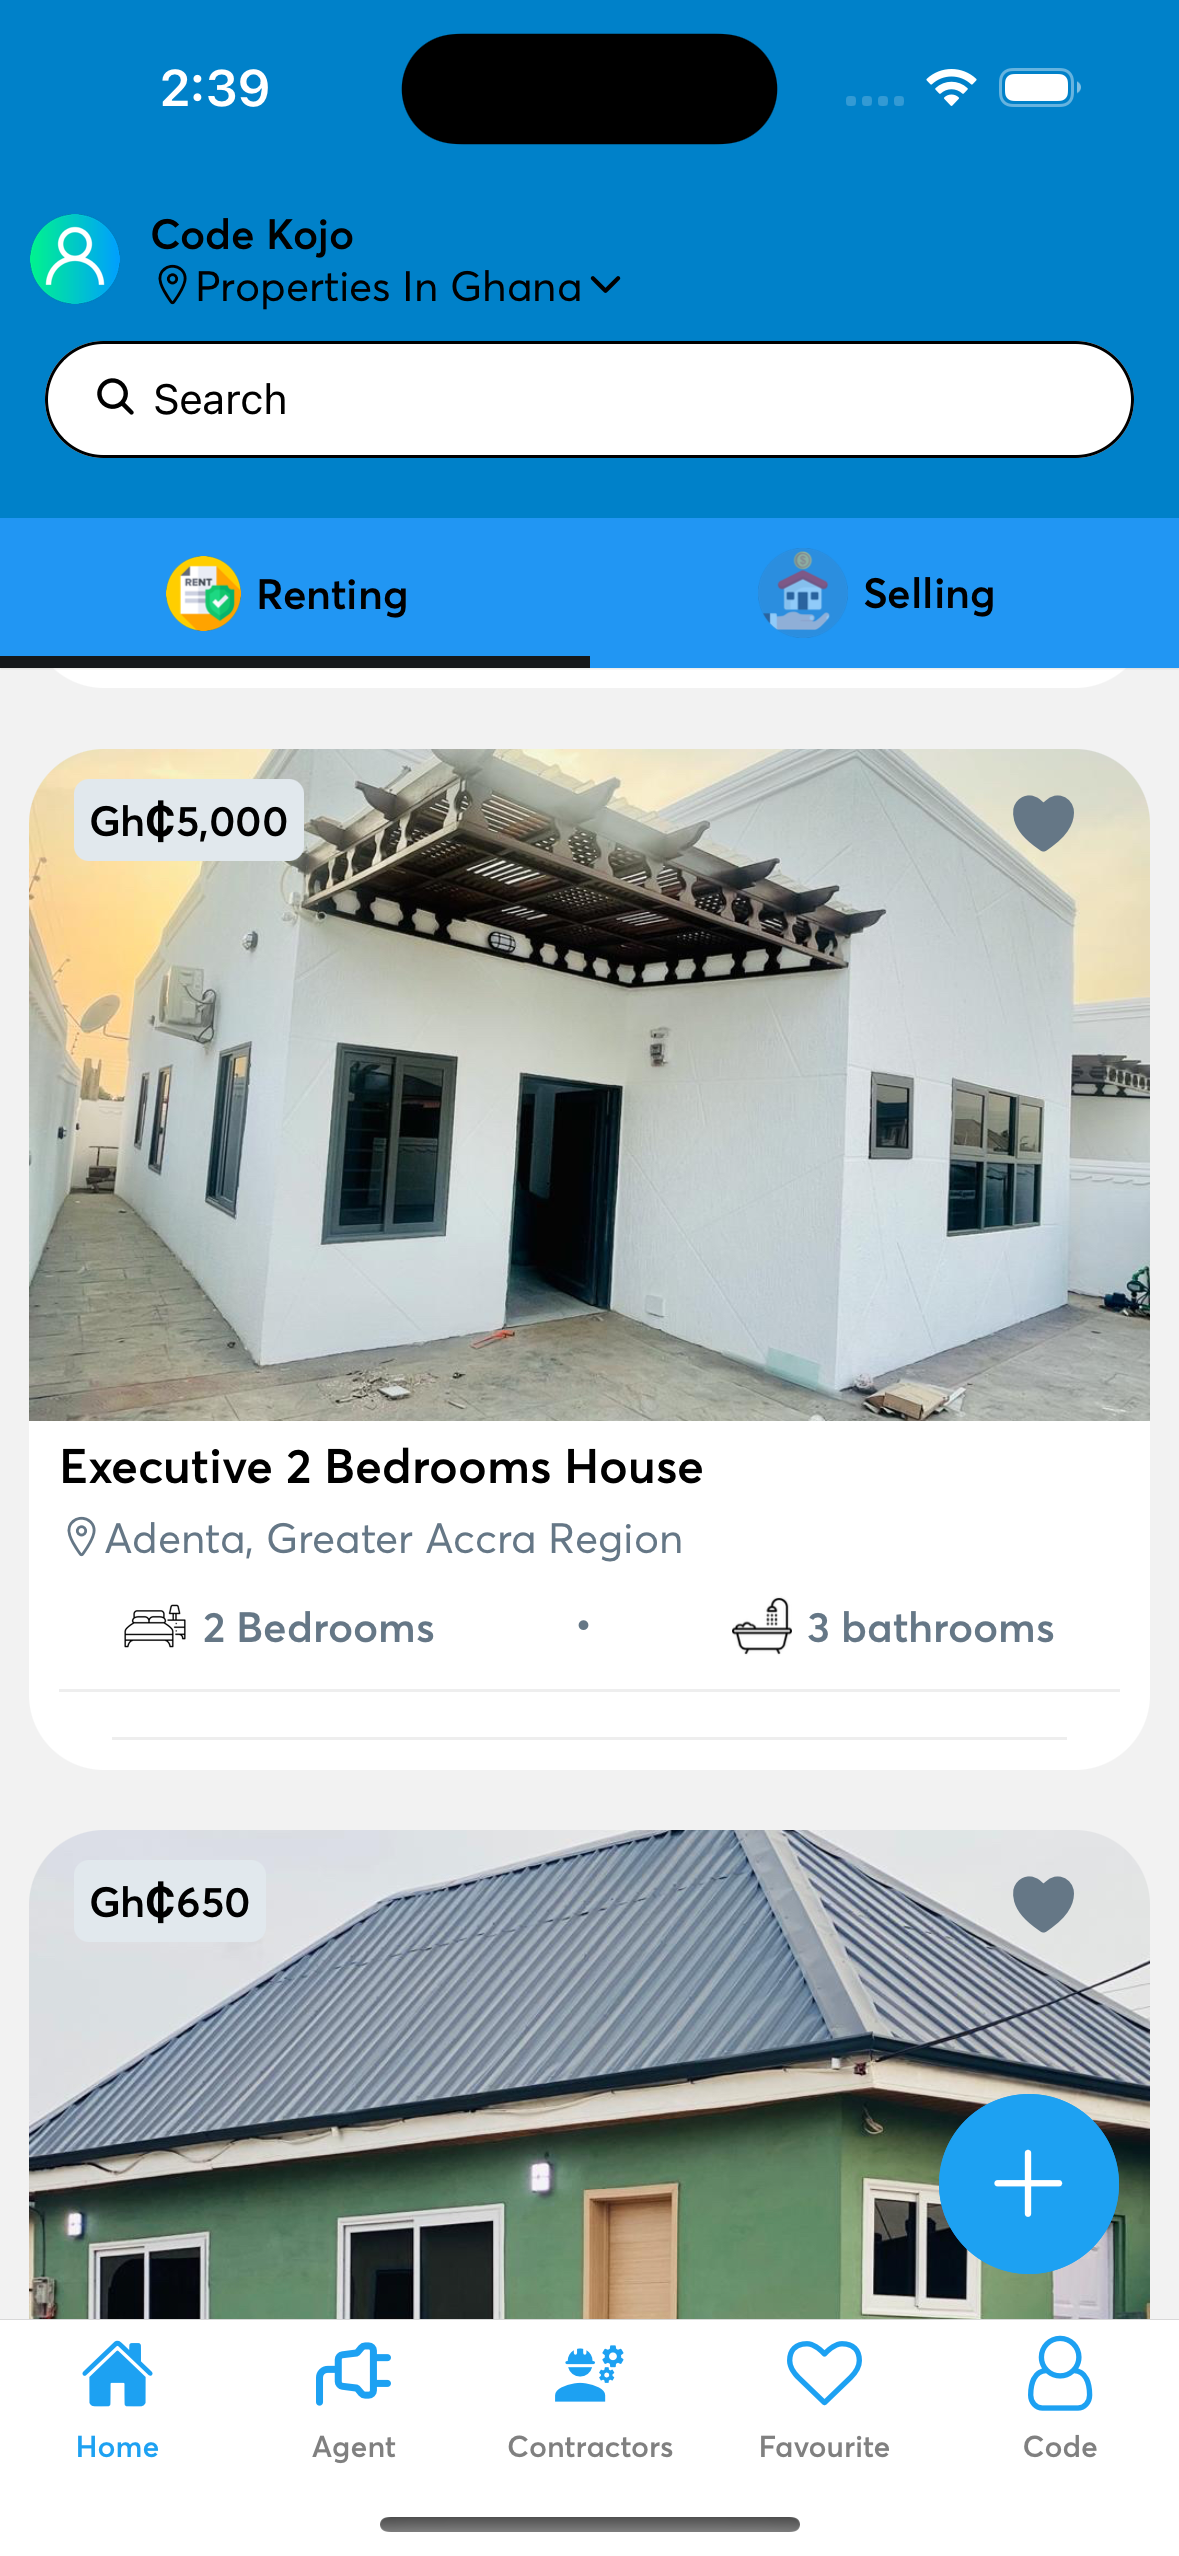 2:39
Code Kojo
Properties In Ghana
Search
RENT
Renting
Selling
Gh₵5,000
Executive 2 Bedrooms House
Adenta, Greater Accra Region
2 Bedrooms • 3 bathrooms
Gh₵650
Home
Agent
Contractors
Favourite
Code